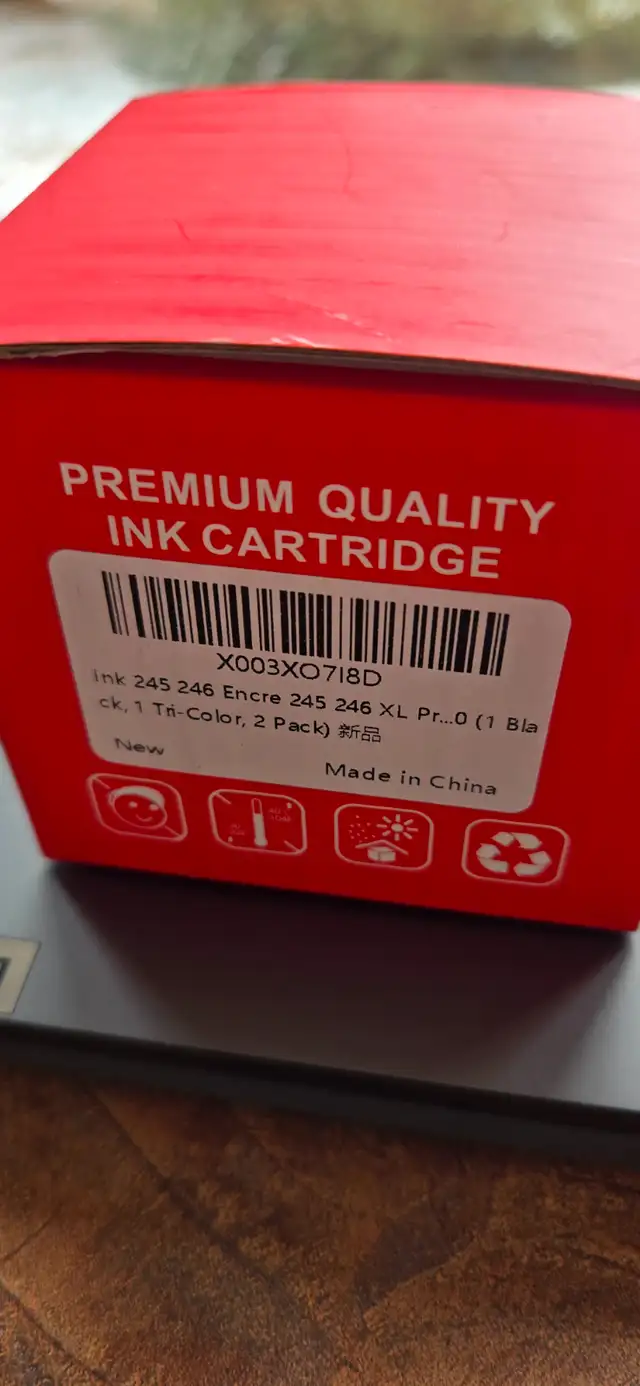 PREMIUM QUALITY
INK CARTRIDGE
X003XO7I8D
Ink 245 246 Encre 245 246 XL Pr...0 (1 Bla
ck, 1 Tri-Color, 2 Pack) 新品
New
Made in China